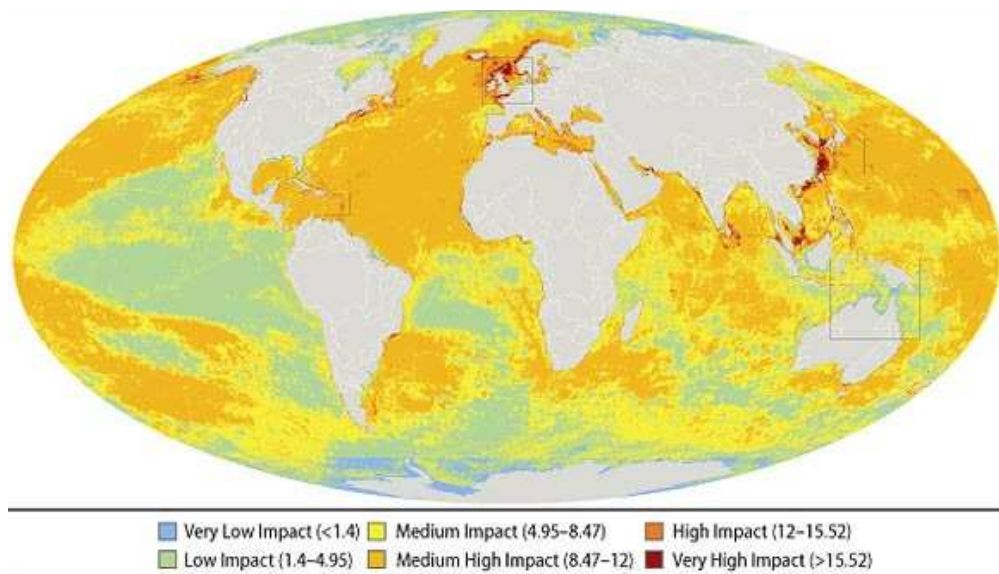 Very Low Impact (<1.4) Medium Impact (4.95–8.47) High Impact (12–15.52)
Low Impact (1.4–4.95) Medium High Impact (8.47–12) Very High Impact (>15.52)